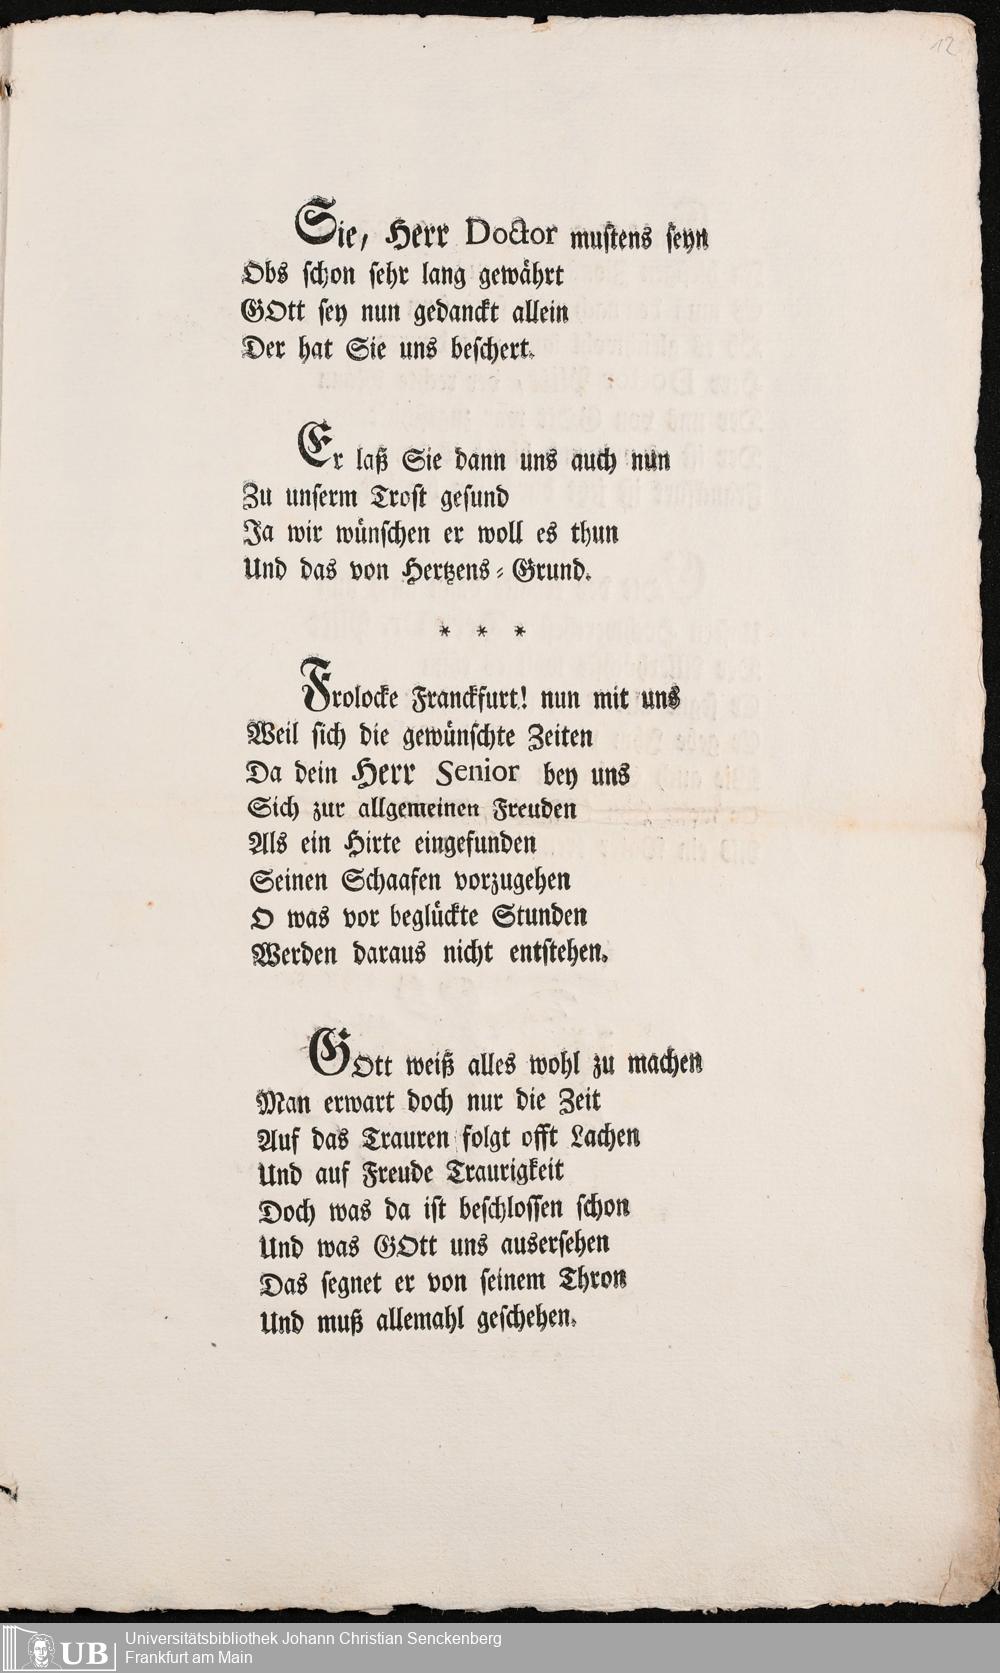 12
Sie, Herr Doctor mustens seyn
Obs schon sehr lang gewährt
GOtt sey nun gedanckt allein
Der hat Sie uns beschert.
Er laß Sie dann uns auch nun
Zu unserm Trost gesund
Ja wir wünschen er woll es thun
Und das von Hertzens-Grund.
* * *
Frolocke Franckfurt! nun mit uns
Weil sich die gewünschte Zeiten
Da dein Herr Senior bey uns
Sich zur allgemeinen Freuden
Als ein Hirte eingefunden
Seinen Schaafen vorzugehen
O was vor beglückte Stunden
Werden daraus nicht entstehen.
GOtt weiß alles wohl zu machen
Man erwart doch nur die Zeit
Auf das Trauren folgt offt Lachen
Und auf Freude Traurigkeit
Doch was da ist beschlossen schon
Und was GOtt uns ausersehen
Das segnet er von seinem Thron
Und muß allemahl geschehen.
UB
Universitätsbibliothek Johann Christian Senckenberg
Frankfurt am Main